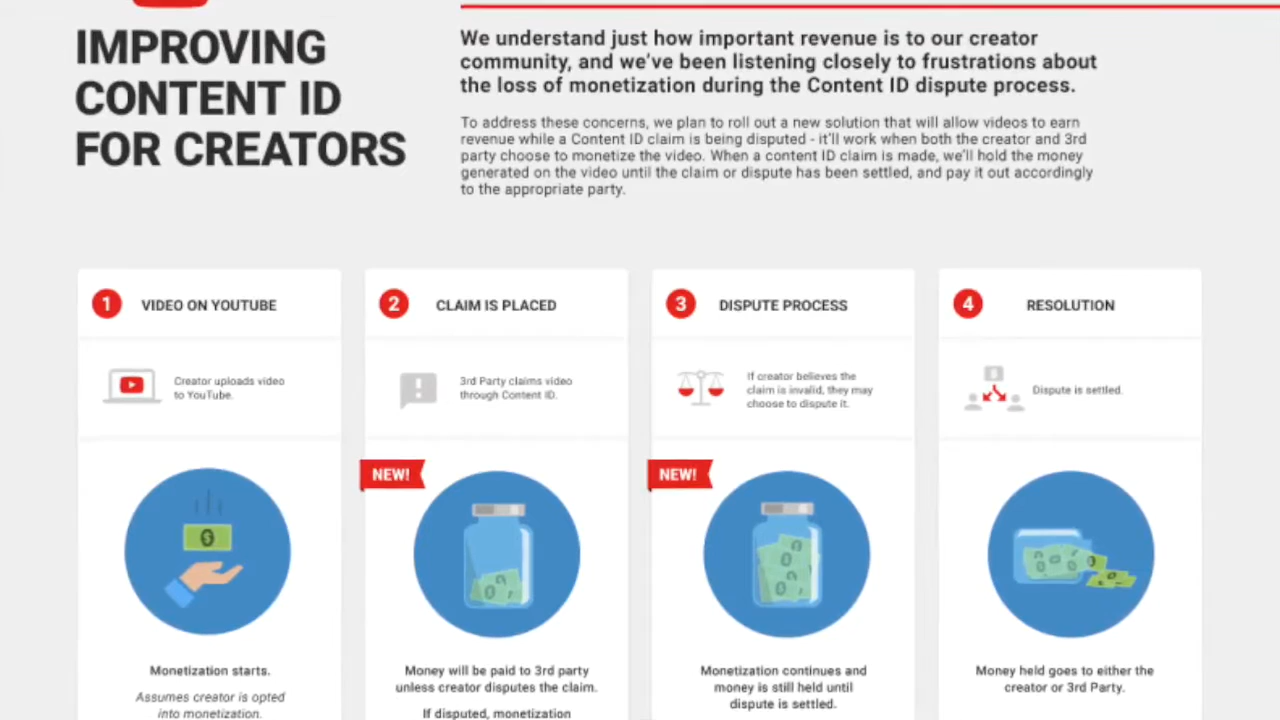 IMPROVING
CONTENT ID
FOR CREATORS
We understand just how important revenue is to our creator
community, and we've been listening closely to frustrations about
the loss of monetization during the Content ID dispute process.
To address these concerns, we plan to roll out a new solution that will allow videos to earn
revenue while a Content ID claim is being disputed - it'll work when both the creator and 3rd
party choose to monetize the video. When a content ID claim is made, we'll hold the money
generated on the video until the claim or dispute has been settled, and pay it out accordingly
to the appropriate party.
1 VIDEO ON YOUTUBE
Creator uploads video
to YouTube.
Monetization starts.
Assumes creator is opted
into monetization.
2 CLAIM IS PLACED
3rd Party claims video
through Content ID.
NEW!
Money will be paid to 3rd party
unless creator disputes the claim.
If disputed, monetization
3 DISPUTE PROCESS
If creator believes the
claim is invalid, they may
choose to dispute it.
NEW!
Monetization continues and
money is still held until
dispute is settled.
4 RESOLUTION
Dispute is settled.
Money held goes to either the
creator or 3rd Party.